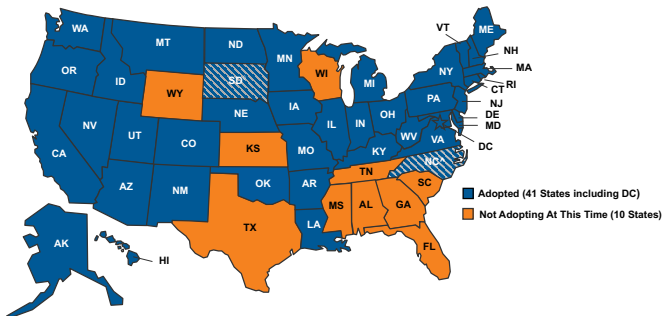 WA
MT
ND
MN
VT
ME
OR
ID
SD
WI
MI
NY
NH
MA
RI
CT
WY
IA
PA
NJ
NE
OH
DE
MD
NV
UT
IL
IN
WV
VA
DC
CA
CO
KS
MO
KY
NC^
TN
AZ
NM
OK
AR
SC
MS
AL
GA
TX
LA
FL
AK
HI
Adopted (41 States including DC)
Not Adopting At This Time (10 States)